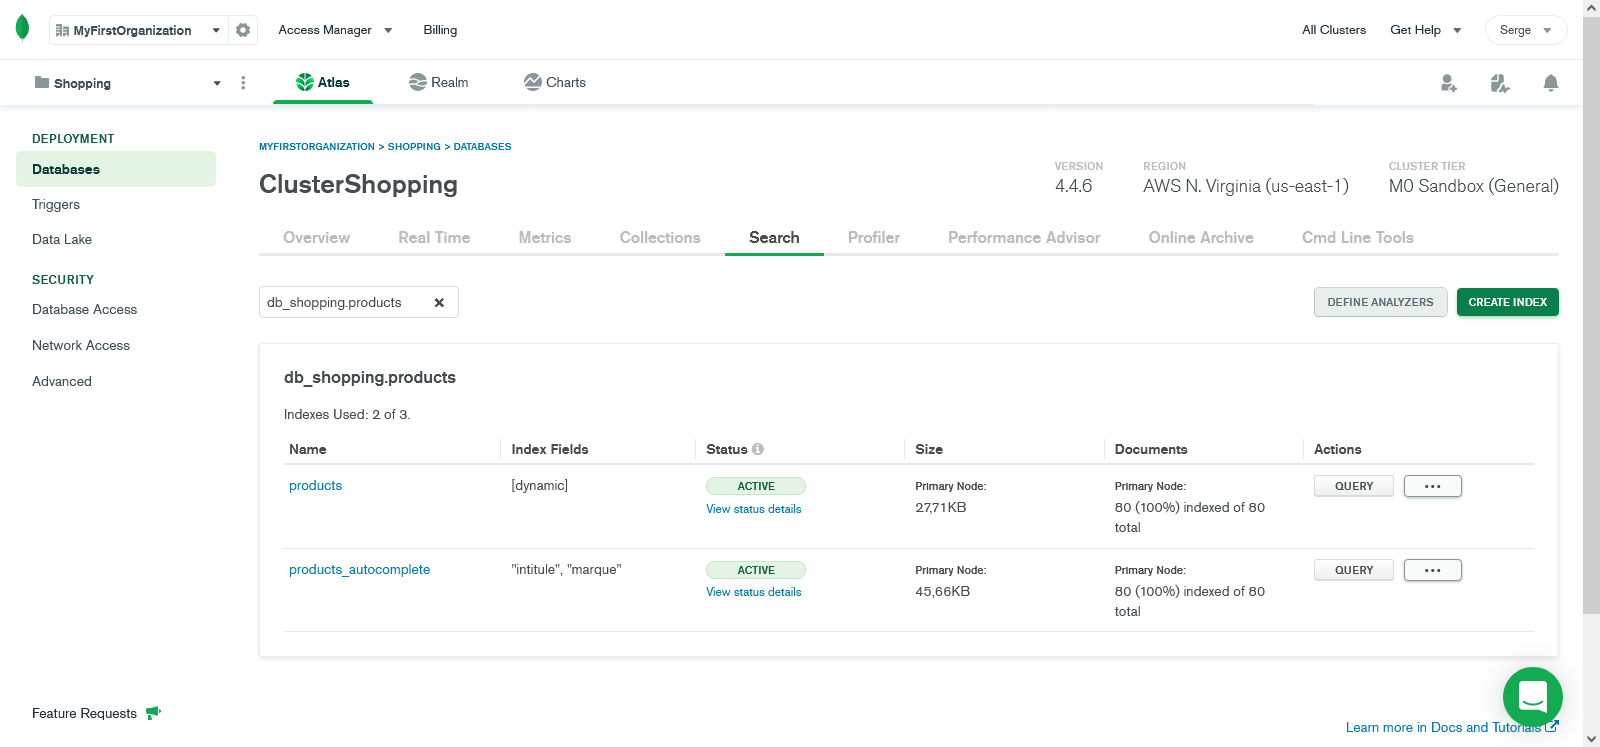 MyFirstOrganization
Access Manager
Billing
All Clusters
Get Help
Serge
Shopping
Atlas
Realm
Charts
DEPLOYMENT
Databases
Triggers
Data Lake
SECURITY
Database Access
Network Access
Advanced
Feature Requests
MYFIRSTORGANIZATION > SHOPPING > DATABASES
ClusterShopping
VERSION
4.4.6
REGION
AWS N. Virginia (us-east-1)
CLUSTER TIER
M0 Sandbox (General)
Overview
Real Time
Metrics
Collections
Search
Profiler
Performance Advisor
Online Archive
Cmd Line Tools
db_shopping.products
DEFINE ANALYZERS
CREATE INDEX
db_shopping.products
Indexes Used: 2 of 3.
Name
Index Fields
Status
Size
Documents
Actions
products
[dynamic]
ACTIVE
View status details
Primary Node:
27,71KB
Primary Node:
80 (100%) indexed of 80
total
QUERY
products_autocomplete
"intitule", "marque"
ACTIVE
View status details
Primary Node:
45,66KB
Primary Node:
80 (100%) indexed of 80
total
QUERY
Learn more in Docs and Tutorials